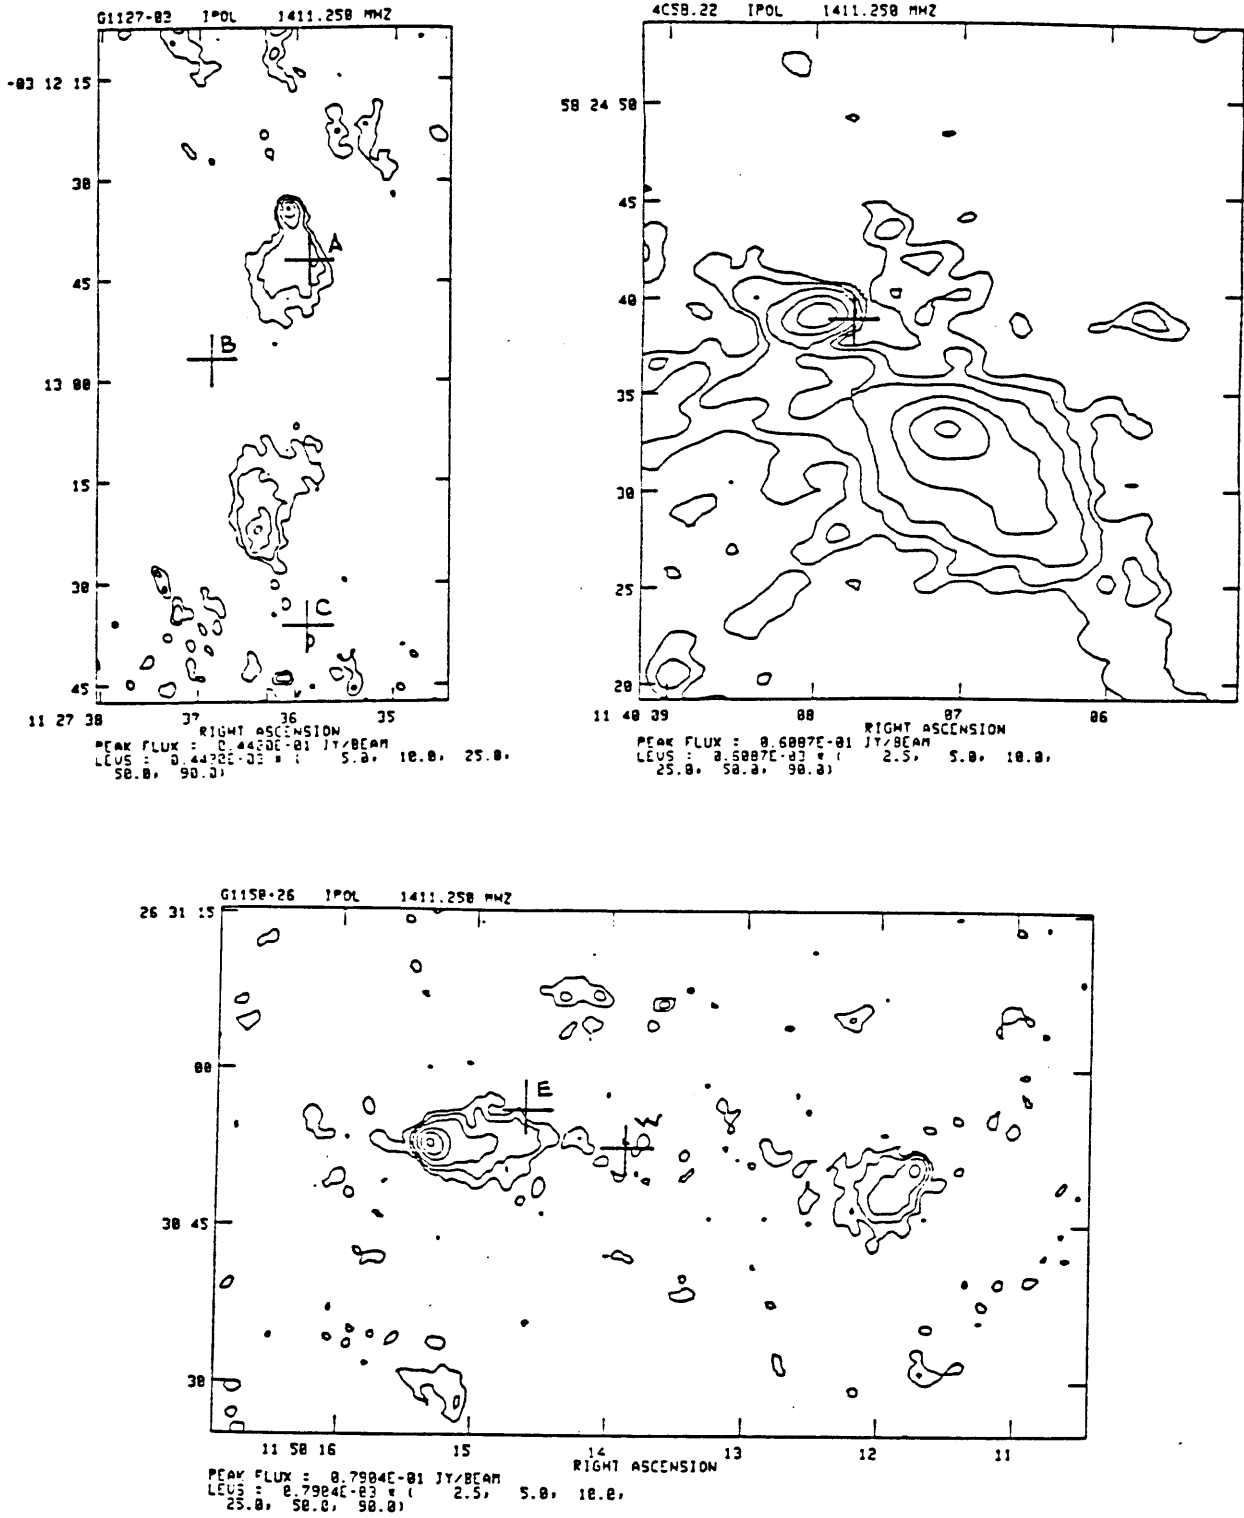 G1127-03 IPOL 1411.250 MHZ
-03 12 15
30
45
13 00
15
30
45
A
B
C
11 27 38 37 36 35
RIGHT ASCENSION
PEAK FLUX = 0.4420E-01 JY/BEAM
LEVS = 0.4420E-03 * ( 5.0, 10.0, 25.0,
50.0, 90.0)
4C58.22 IPOL 1411.250 MHZ
58 24 50
45
40
35
30
25
20
11 40 09 08 07 06
RIGHT ASCENSION
PEAK FLUX = 0.6087E-01 JY/BEAM
LEVS = 0.6087E-03 * ( 2.5, 5.0, 10.0,
25.0, 50.0, 90.0)
G1150+26 IPOL 1411.250 MHZ
26 31 15
00
30 45
30
E
W
11 50 16 15 14 13 12 11
RIGHT ASCENSION
PEAK FLUX = 0.7904E-01 JY/BEAM
LEVS = 0.7904E-03 * ( 2.5, 5.0, 10.0,
25.0, 50.0, 90.0)